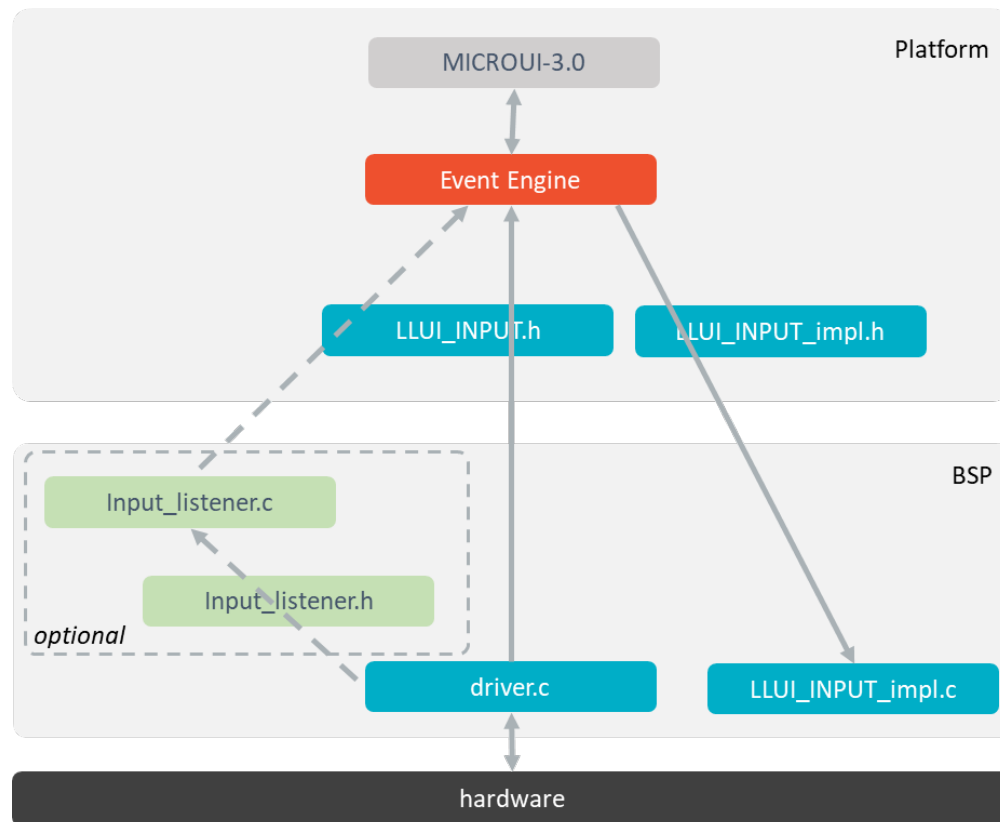 Platform
MICROUI-3.0
Event Engine
LLUI_INPUT.h
LLUI_INPUT_impl.h
BSP
Input_listener.c
Input_listener.h
optional
driver.c
LLUI_INPUT_impl.c
hardware